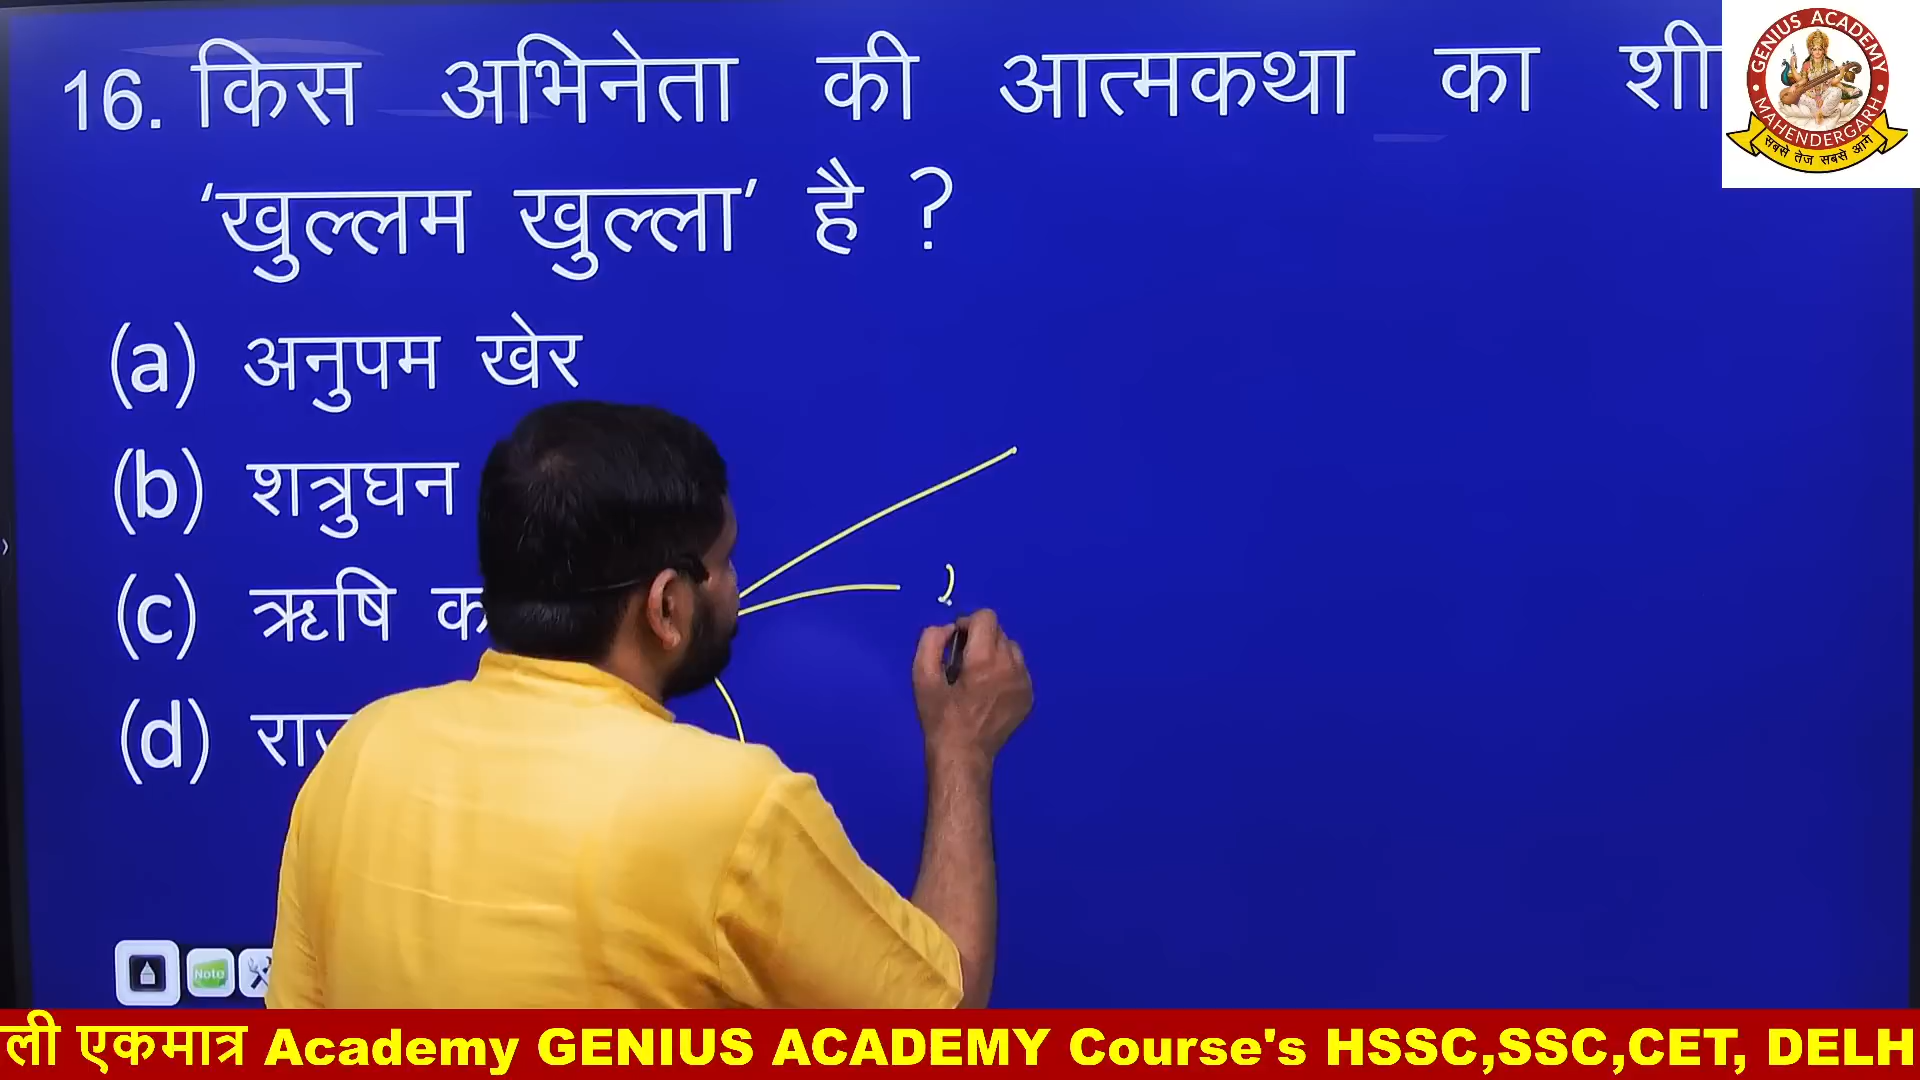 16. किस अभिनेता की आत्मकथा का
‘खुल्लम खुल्ला’ है ?
(a) अनुपम खेर
(b) शत्रुघन
(c) ऋषि
(d)
GENIUS ACADEMY
MAHENDERGARH
सबसे तेज सबसे आगे
Note
ली एकमात्र Academy GENIUS ACADEMY Course's HSSC,SSC,CET, DELH